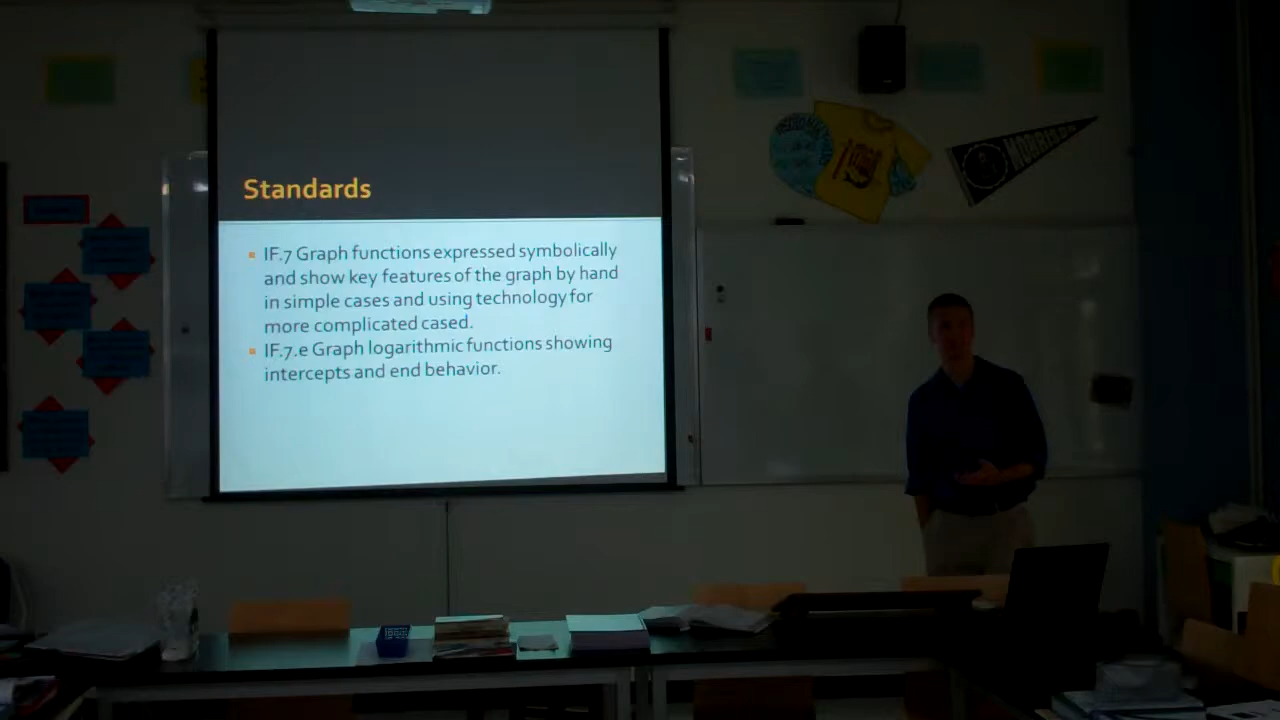 Standards
IF.7 Graph functions expressed symbolically
and show key features of the graph by hand
in simple cases and using technology for
more complicated cased.
IF.7.e Graph logarithmic functions showing
intercepts and end behavior.
MORRISON